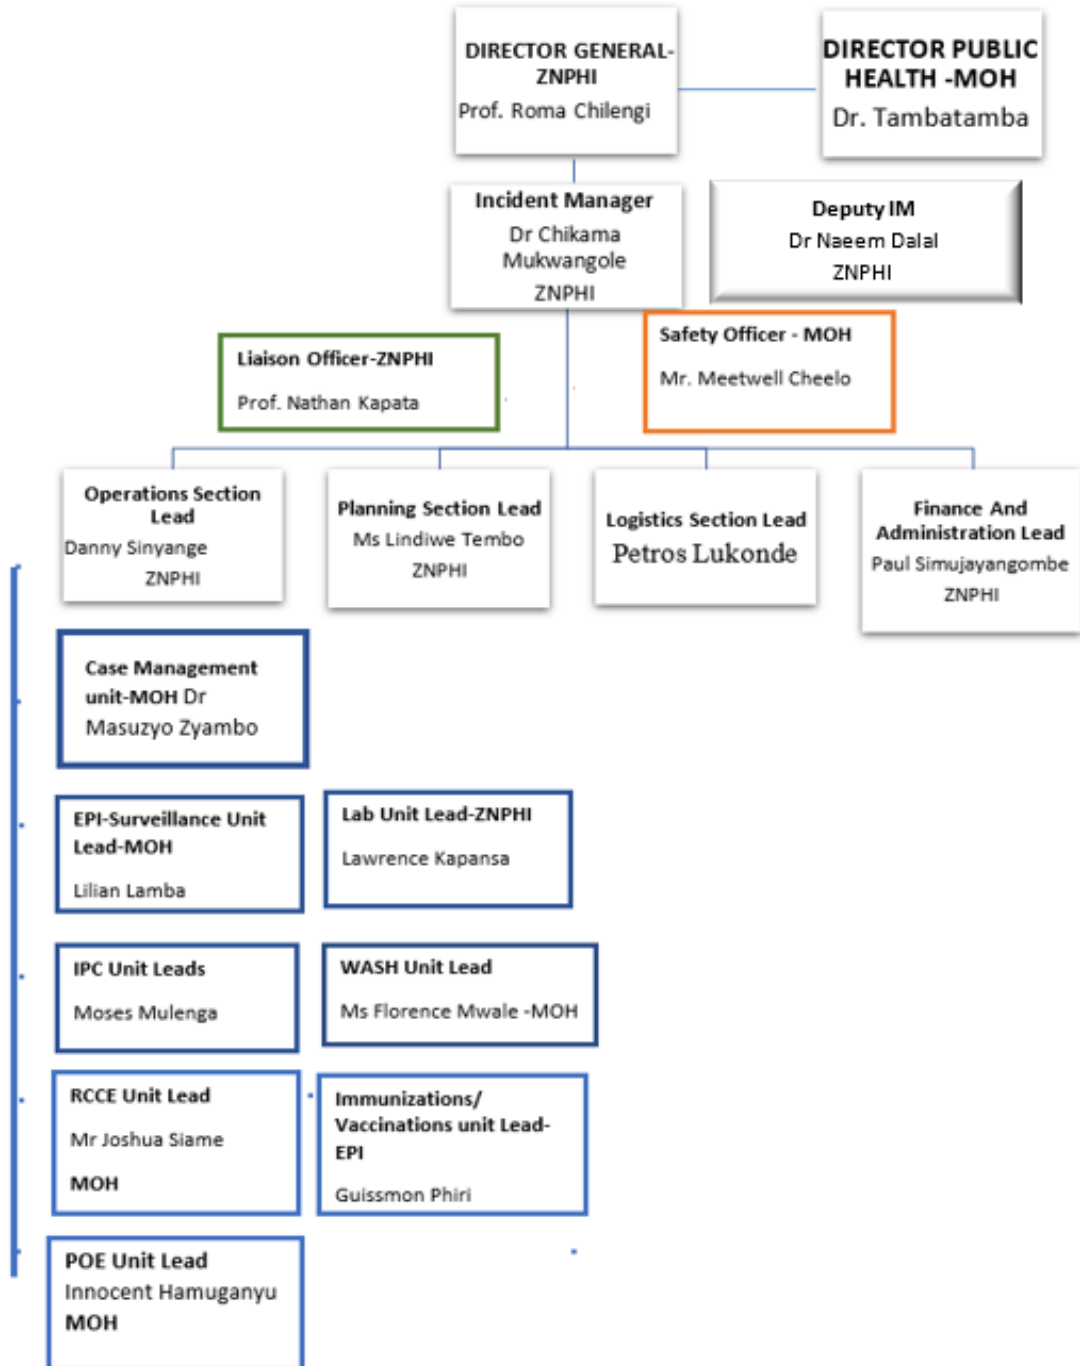 DIRECTOR GENERAL-
ZNPHI
Prof. Roma Chilengi
DIRECTOR PUBLIC
HEALTH -MOH
Dr. Tambatamba
Incident Manager
Dr Chikama
Mukwangole
ZNPHI
Deputy IM
Dr Naeem Dalal
ZNPHI
Liaison Officer-ZNPHI
Prof. Nathan Kapata
Safety Officer - MOH
Mr. Meetwell Cheelo
Operations Section
Lead
Danny Sinyange
ZNPHI
Planning Section Lead
Ms Lindiwe Tembo
ZNPHI
Logistics Section Lead
Petros Lukonde
Finance And
Administration Lead
Paul Simujayangombe
ZNPHI
Case Management
unit-MOH Dr
Masuzyo Zyambo
EPI-Surveillance Unit
Lead-MOH
Lilian Lamba
Lab Unit Lead-ZNPHI
Lawrence Kapansa
IPC Unit Leads
Moses Mulenga
WASH Unit Lead
Ms Florence Mwale -MOH
RCCE Unit Lead
Mr Joshua Siame
MOH
Immunizations/
Vaccinations unit Lead-
EPI
Guissmon Phiri
POE Unit Lead
Innocent Hamuganyu
MOH